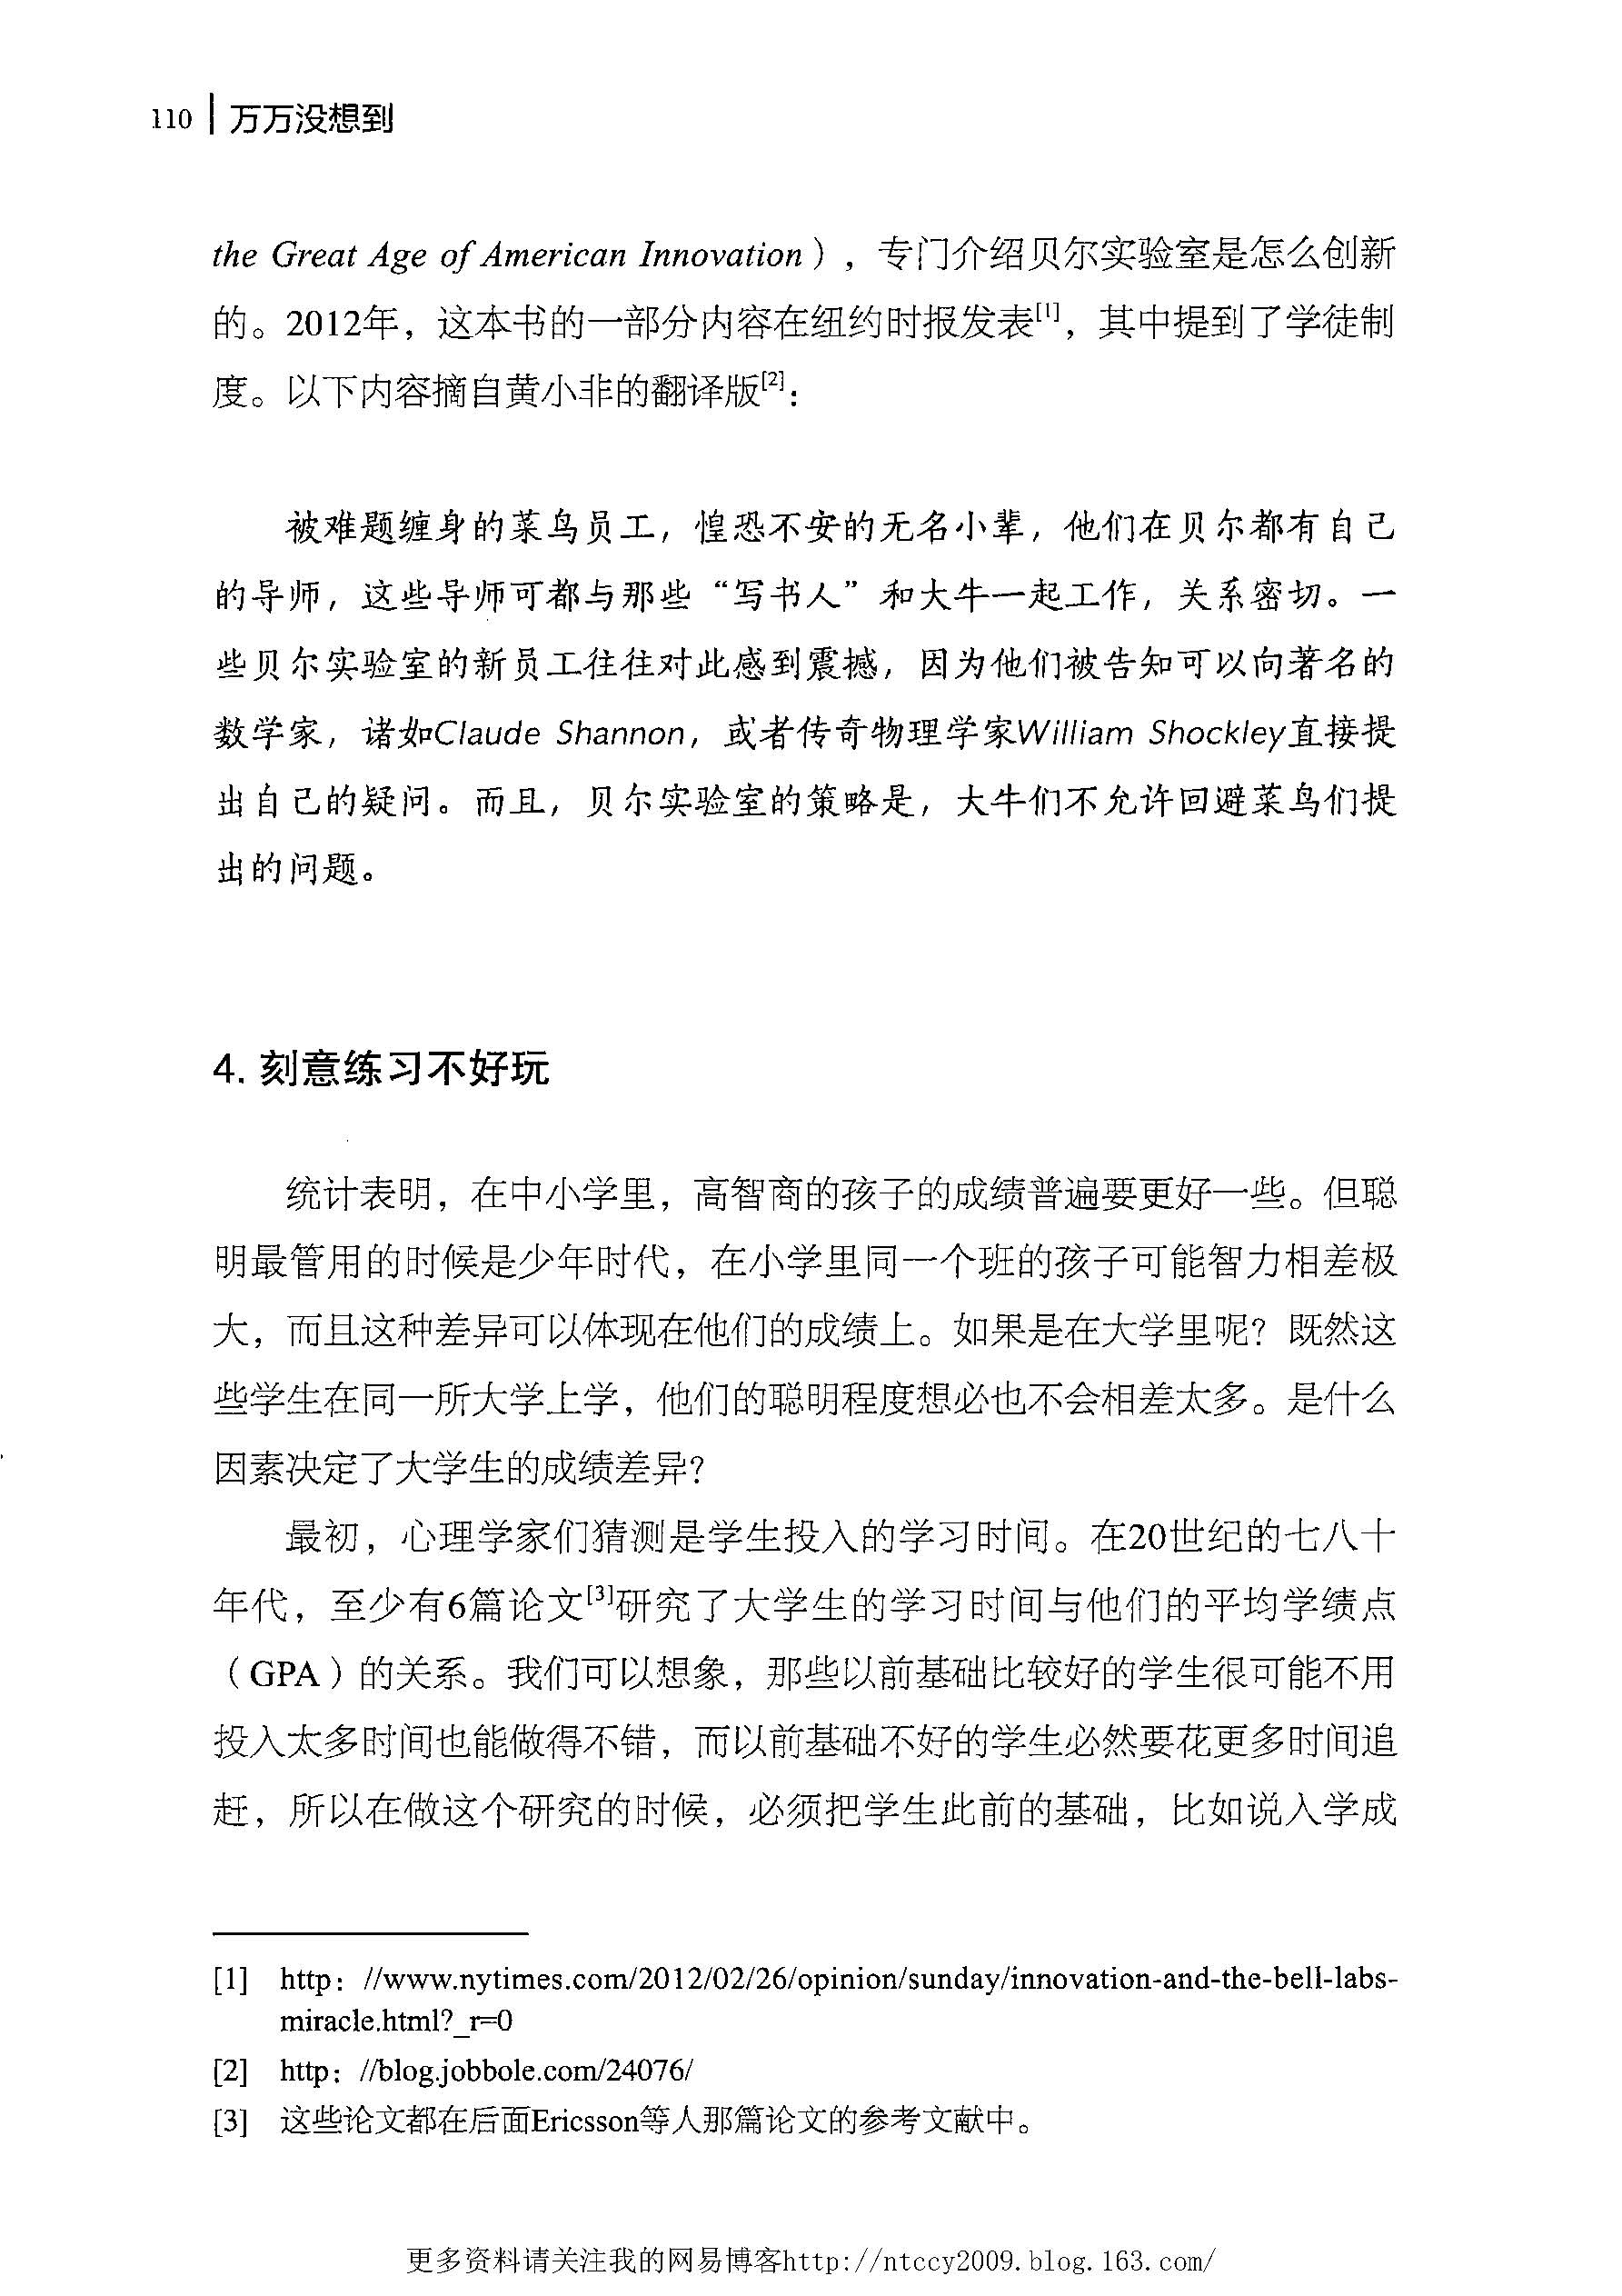 110 | 万万没想到
the Great Age of American Innovation），专门介绍贝尔实验室是怎么创新
的。2012年，这本书的一部分内容在纽约时报发表[1]，其中提到了学徒制
度。以下内容摘自黄小非的翻译版[2]：
被难题缠身的菜鸟员工，惶恐不安的无名小辈，他们在贝尔都有自己
的导师，这些导师可都与那些“写书人”和大牛一起工作，关系密切。一
些贝尔实验室的新员工往往对此感到震撼，因为他们被告知可以向著名的
数学家，诸如Claude Shannon，或者传奇物理学家William Shockley直接提
出自己的疑问。而且，贝尔实验室的策略是，大牛们不允许回避菜鸟们提
出的问题。
4. 刻意练习不好玩
统计表明，在中小学里，高智商的孩子的成绩普遍要更好一些。但聪
明最管用的时候是少年时代，在小学里同一个班的孩子可能智力相差极
大，而且这种差异可以体现在他们的成绩上。如果是在大学里呢？既然这
些学生在同一所大学上学，他们的聪明程度想必也不会相差太多。是什么
因素决定了大学生的成绩差异？
最初，心理学家们猜测是学生投入的学习时间。在20世纪的七八十
年代，至少有6篇论文[3]研究了大学生的学习时间与他们的平均学绩点
（GPA）的关系。我们可以想象，那些以前基础比较好的学生很可能不用
投入太多时间也能做得不错，而以前基础不好的学生必然要花更多时间追
赶，所以在做这个研究的时候，必须把学生此前的基础，比如说入学成
[1] http：//www.nytimes.com/2012/02/26/opinion/sunday/innovation-and-the-bell-labs-
miracle.html?_r=0
[2] http：//blog.jobbole.com/24076/
[3] 这些论文都在后面Ericsson等人那篇论文的参考文献中。
更多资料请关注我的网易博客http://ntccy2009.blog.163.com/